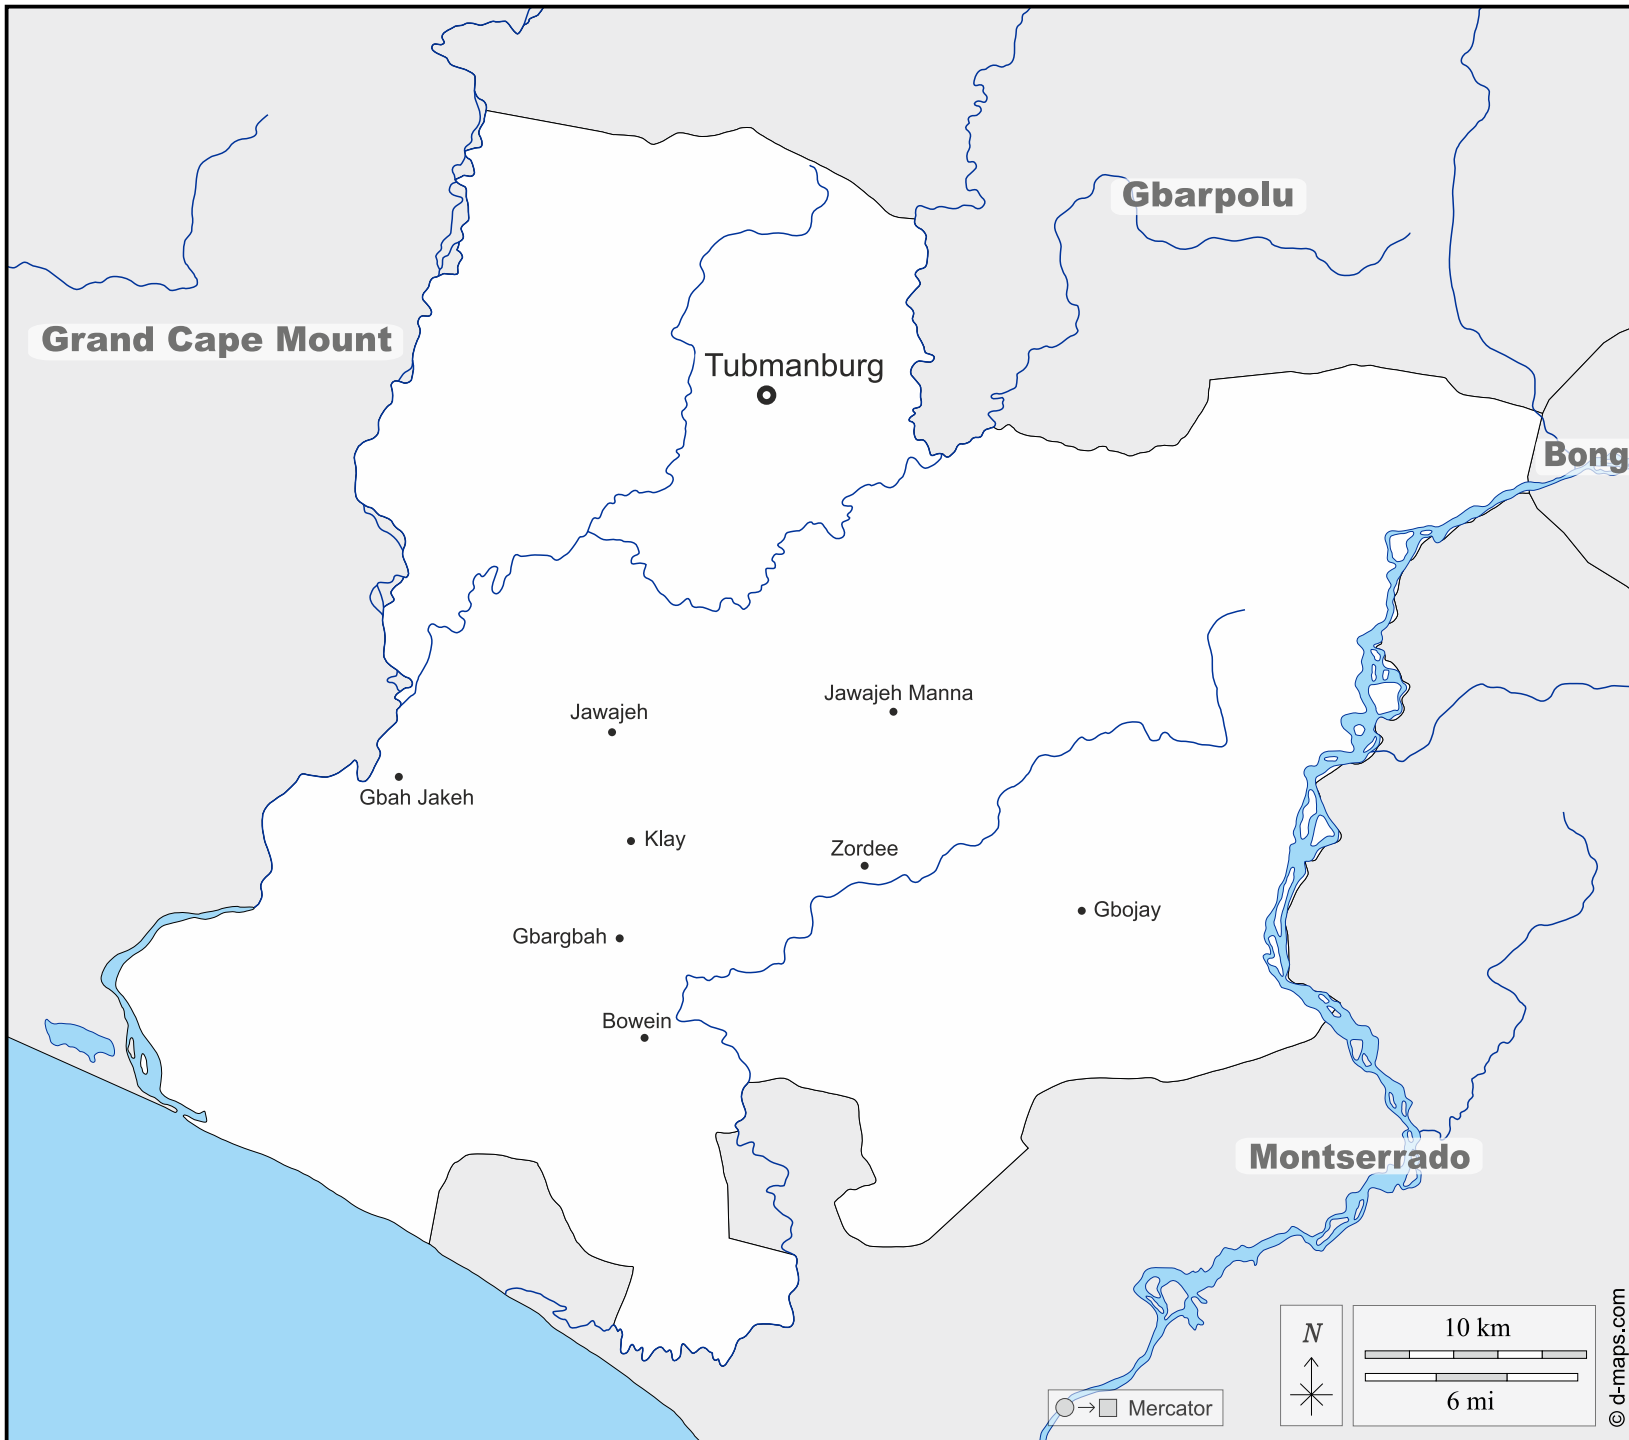 Gbarpolu
Grand Cape Mount
Tubmanburg
Bong
Jawajeh Manna
Jawajeh
Gbah Jakeh
Klay
Zordee
Gbojay
Gbargbah
Bowein
Montserrado
N
10 km
6 mi
Mercator
© d-maps.com